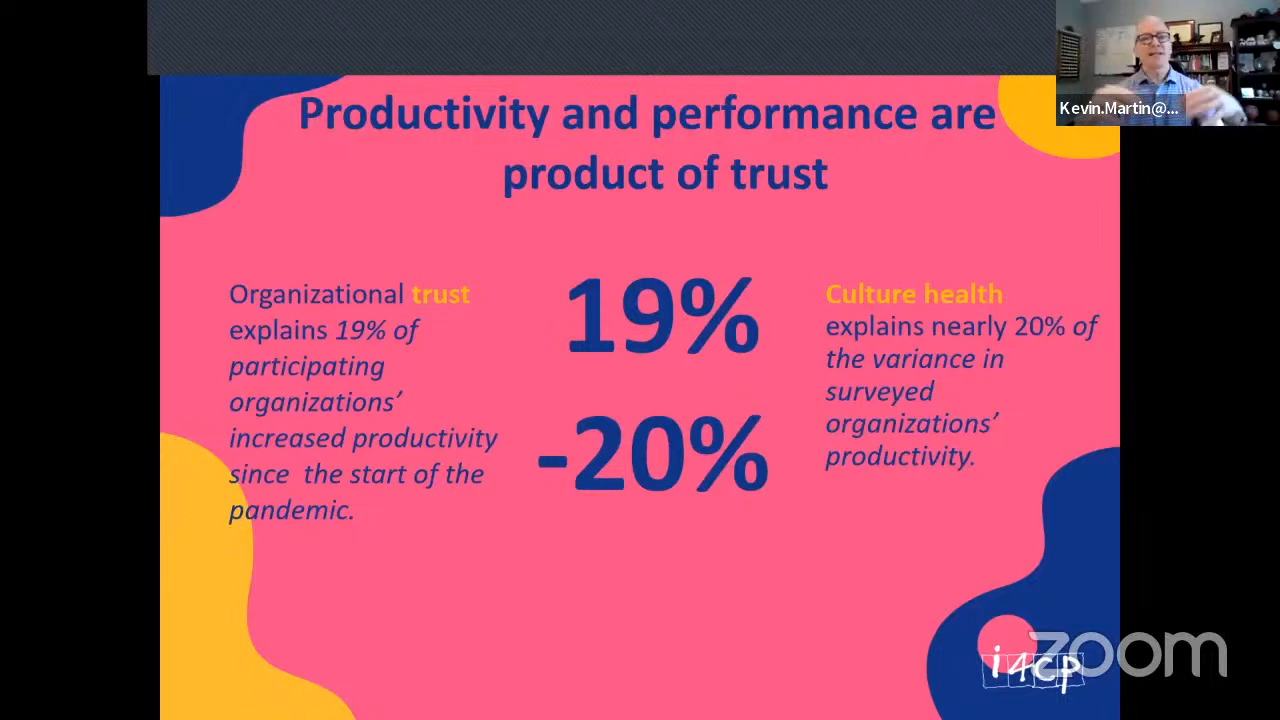 Productivity and performance are
product of trust
Organizational trust
explains 19% of
participating
organizations’
increased productivity
since the start of the
pandemic.
19%
-20%
Culture health
explains nearly 20% of
the variance in
surveyed
organizations’
productivity.
Kevin.Martin@...
zoom
i4cp